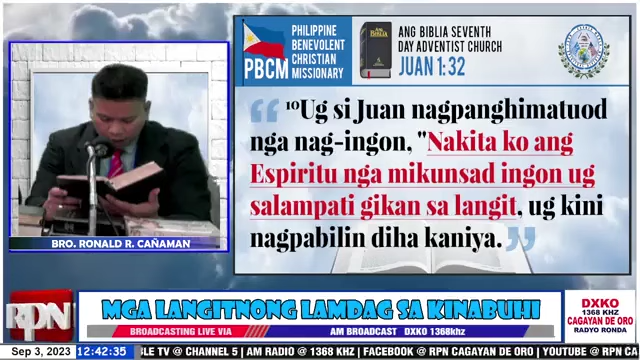 PBCM
PHILIPPINE
BENEVOLENT
CHRISTIAN
MISSIONARY
ANG BIBLIA SEVENTH
DAY ADVENTIST CHURCH
JUAN 1:32
“ ¹⁰Ug si Juan nagpanghimatuod
nga nag-ingon, "Nakita ko ang
Espiritu nga mikunsad ingon ug
salampati gikan sa langit, ug kini
nagpabilin diha kaniya. ”
BRO. RONALD R. CAÑAMAN
RPN
MGA LANGITNONG LAMDAG SA KINABUHI
BROADCASTING LIVE VIA
AM BROADCAST DXKO 1368khz
DXKO
1368 KHZ
CAGAYAN DE ORO
RADYO RONDA
Sep 3, 2023 12:42:35 LE TV @ CHANNEL 5 | AM RADIO @ 1368 KHZ | FACEBOOK @ RPN CAGAYAN DE ORO | YOUTUBE @ RPN CAG